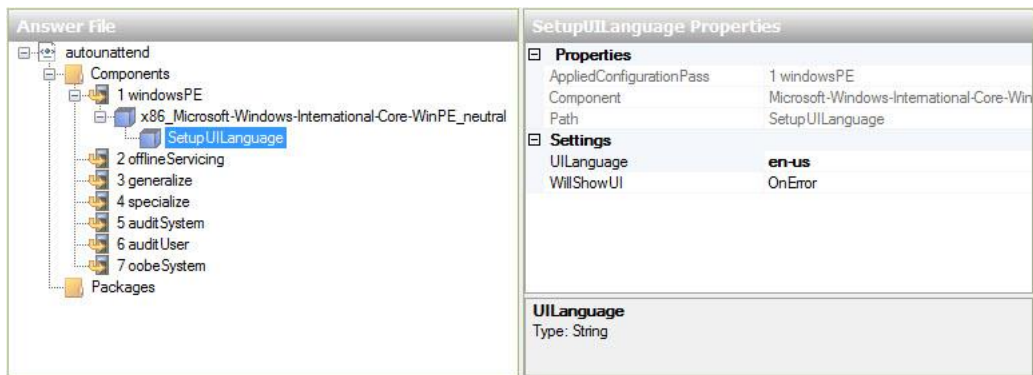 Answer File
autounattend
Components
1 windowsPE
x86_Microsoft-Windows-International-Core-WinPE_neutral
SetupUILanguage
2 offlineServicing
3 generalize
4 specialize
5 auditSystem
6 auditUser
7 oobeSystem
Packages
SetupUILanguage Properties
Properties
AppliedConfigurationPass 1 windowsPE
Component Microsoft-Windows-International-Core-Win
Path SetupUILanguage
Settings
UILanguage en-us
WillShowUI OnError
UILanguage
Type: String